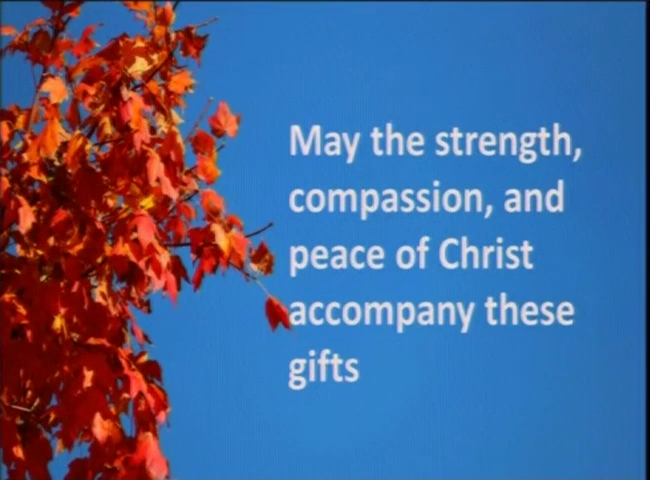 May the strength,
compassion, and
peace of Christ
accompany these
gifts